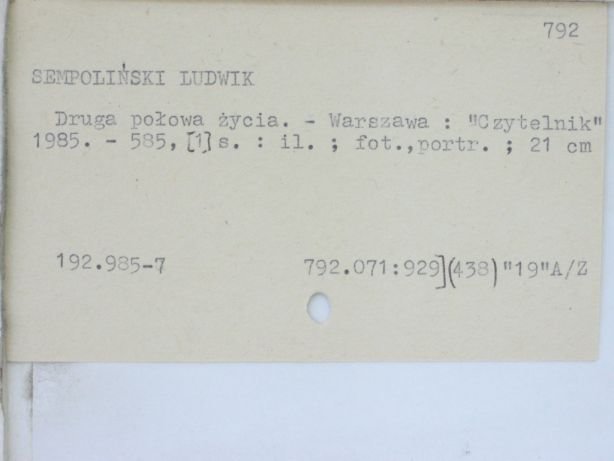 792
SEMPOLIŃSKI LUDWIK
Druga połowa życia. - Warszawa : "Czytelnik"
1985. - 585, [1] s. : il. ; fot.,portr. ; 21 cm
192.985-7 792.071:929](438)"19"A/Z